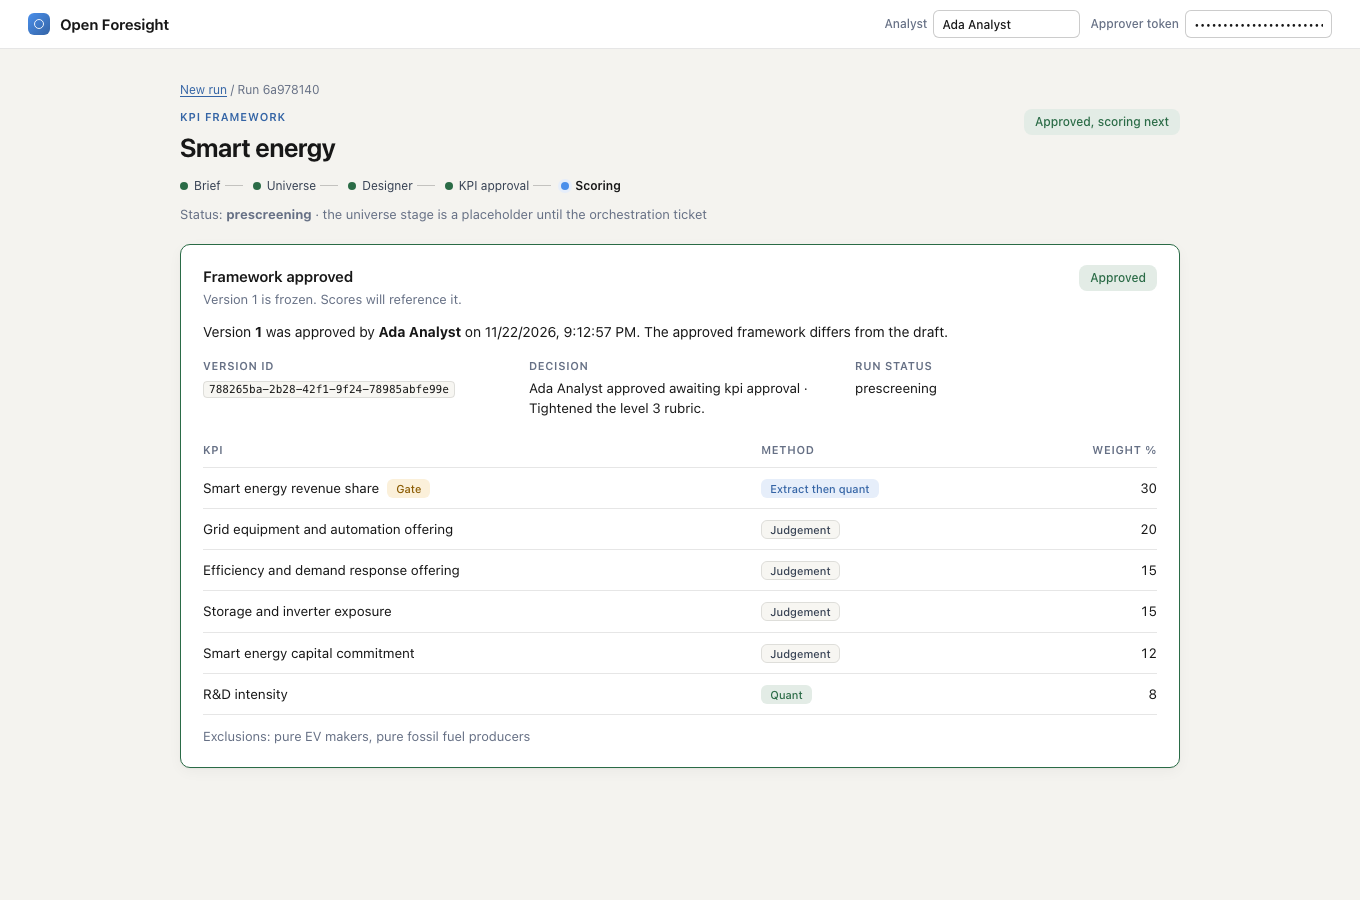 Open Foresight
Analyst Ada Analyst Approver token ••••••••••••••••••••••
New run / Run 6a978140
KPI FRAMEWORK
Approved, scoring next
Smart energy
Brief Universe Designer KPI approval Scoring
Status: prescreening · the universe stage is a placeholder until the orchestration ticket
Framework approved
Approved
Version 1 is frozen. Scores will reference it.
Version 1 was approved by Ada Analyst on 11/22/2026, 9:12:57 PM. The approved framework differs from the draft.
VERSION ID DECISION RUN STATUS
788265ba-2b28-42f1-9f24-78985abfe99e Ada Analyst approved awaiting kpi approval · prescreening
Tightened the level 3 rubric.
KPI METHOD WEIGHT %
Smart energy revenue share Gate Extract then quant 30
Grid equipment and automation offering Judgement 20
Efficiency and demand response offering Judgement 15
Storage and inverter exposure Judgement 15
Smart energy capital commitment Judgement 12
R&D intensity Quant 8
Exclusions: pure EV makers, pure fossil fuel producers